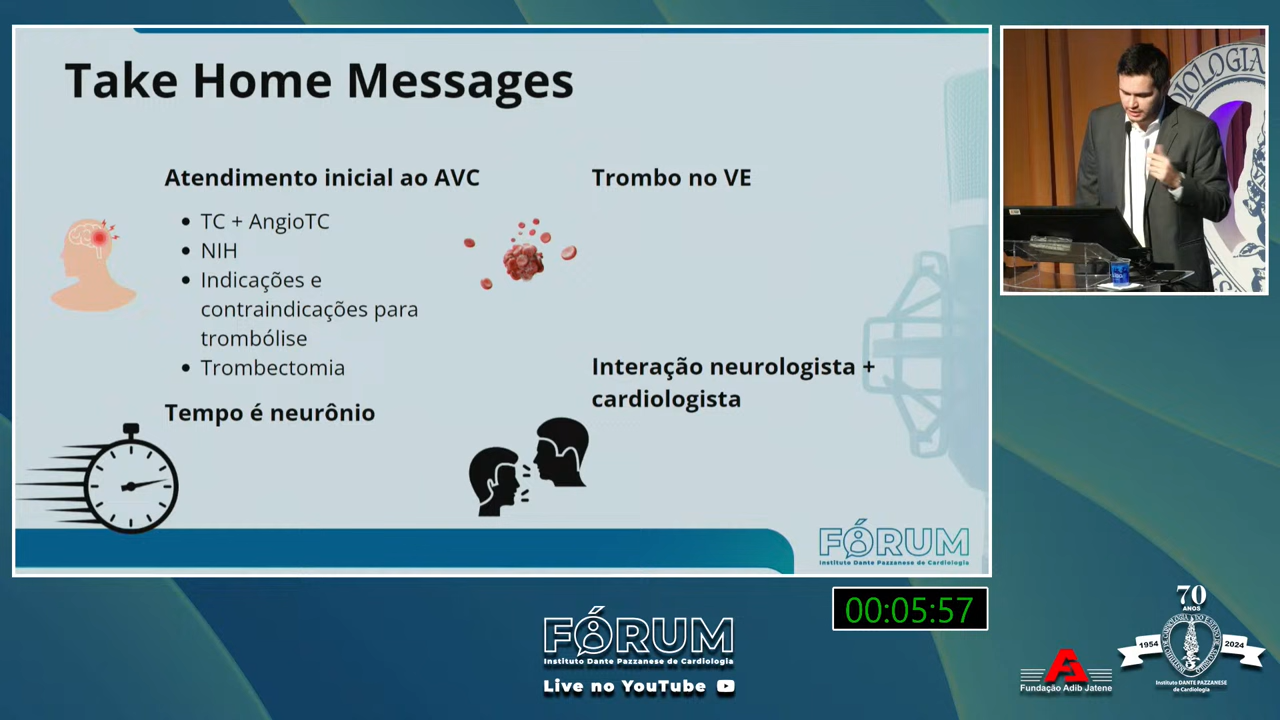 Take Home Messages
Atendimento inicial ao AVC
TC + AngioTC
NIH
Indicações e
contraindicações para
trombólise
Trombectomia
Tempo é neurônio
Trombo no VE
Interação neurologista +
cardiologista
FÓRUM
Instituto Dante Pazzanese de Cardiologia
00:05:57
FÓRUM
Instituto Dante Pazzanese de Cardiologia
Live no YouTube
Fundação Adib Jatene
70
ANOS
1954
2024
Instituto DANTE PAZZANESE
de Cardiologia